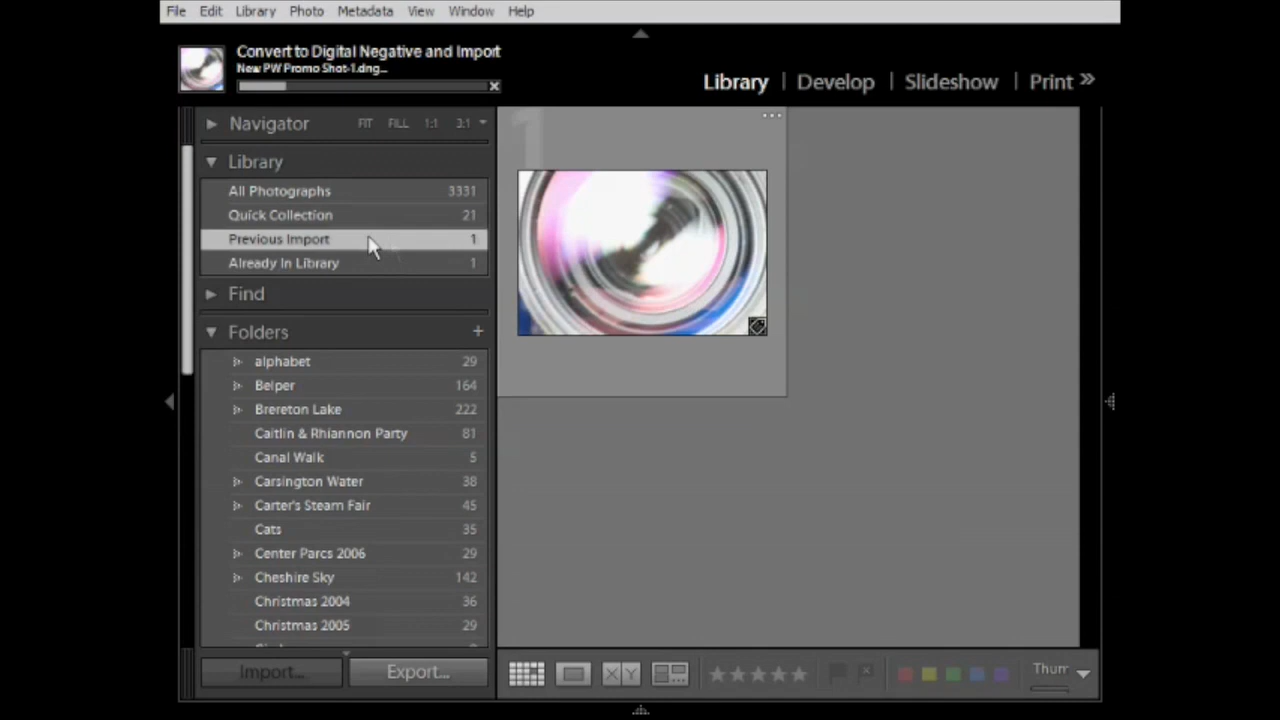 File Edit Library Photo Metadata View Window Help
Convert to Digital Negative and Import
New PW Promo Shot-1.dng...
Library | Develop | Slideshow | Print »
Navigator FIT FILL 1:1 3:1
Library
All Photographs 3331
Quick Collection 21
Previous Import 1
Already In Library 1
Find
Folders +
alphabet 29
Belper 164
Brereton Lake 222
Caitlin & Rhiannon Party 81
Canal Walk 5
Carsington Water 38
Carter's Steam Fair 45
Cats 35
Center Parcs 2006 29
Cheshire Sky 142
Christmas 2004 36
Christmas 2005 29
1
Import... Export...
X Y
Thum